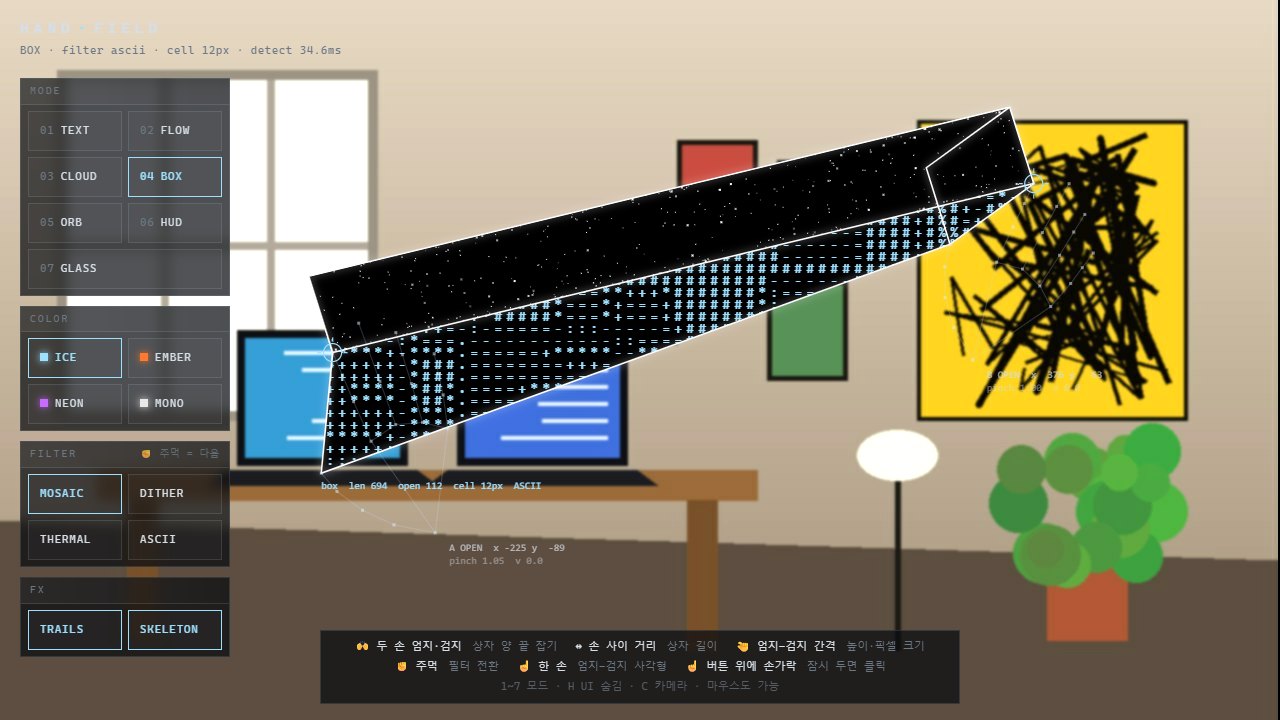 HAND·FIELD
BOX · filter ascii · cell 12px · detect 34.6ms
MODE
01 TEXT
02 FLOW
03 CLOUD
04 BOX
05 ORB
06 HUD
07 GLASS
COLOR
ICE
EMBER
NEON
MONO
FILTER ✊ 주먹 = 다음
MOSAIC
DITHER
THERMAL
ASCII
FX
TRAILS
SKELETON
box len 694 open 112 cell 12px ASCII
A OPEN x -225 y -89
pinch 1.05 v 0.0
🙌 두 손 엄지·검지 상자 양 끝 잡기 ⇔ 손 사이 거리 상자 길이 🤏 엄지–검지 간격 높이·픽셀 크기
✊ 주먹 필터 전환 ☝ 한 손 엄지–검지 사각형 ☝ 버튼 위에 손가락 잠시 두면 클릭
1~7 모드 · H UI 숨김 · C 카메라 · 마우스도 가능